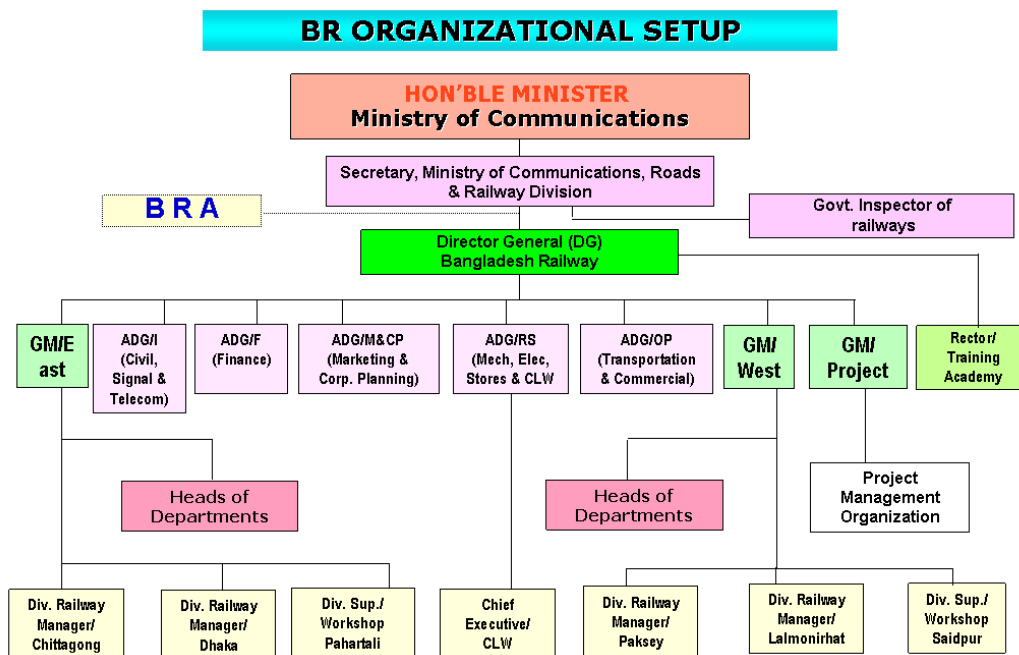 BR ORGANIZATIONAL SETUP
HON'BLE MINISTER
Ministry of Communications
Secretary, Ministry of Communications, Roads
& Railway Division
B R A
Govt. Inspector of
railways
Director General (DG)
Bangladesh Railway
GM/E
ast
ADG/I
(Civil,
Signal &
Telecom)
ADG/F
(Finance)
ADG/M&CP
(Marketing &
Corp. Planning)
ADG/RS
(Mech, Elec,
Stores & CLW
ADG/OP
(Transportation
& Commercial)
GM/
West
GM/
Project
Rector/
Training
Academy
Heads of
Departments
Heads of
Departments
Project
Management
Organization
Div. Railway
Manager/
Chittagong
Div. Railway
Manager/
Dhaka
Div. Sup./
Workshop
Pahartali
Chief
Executive/
CLW
Div. Railway
Manager/
Paksey
Div. Railway
Manager/
Lalmonirhat
Div. Sup./
Workshop
Saidpur